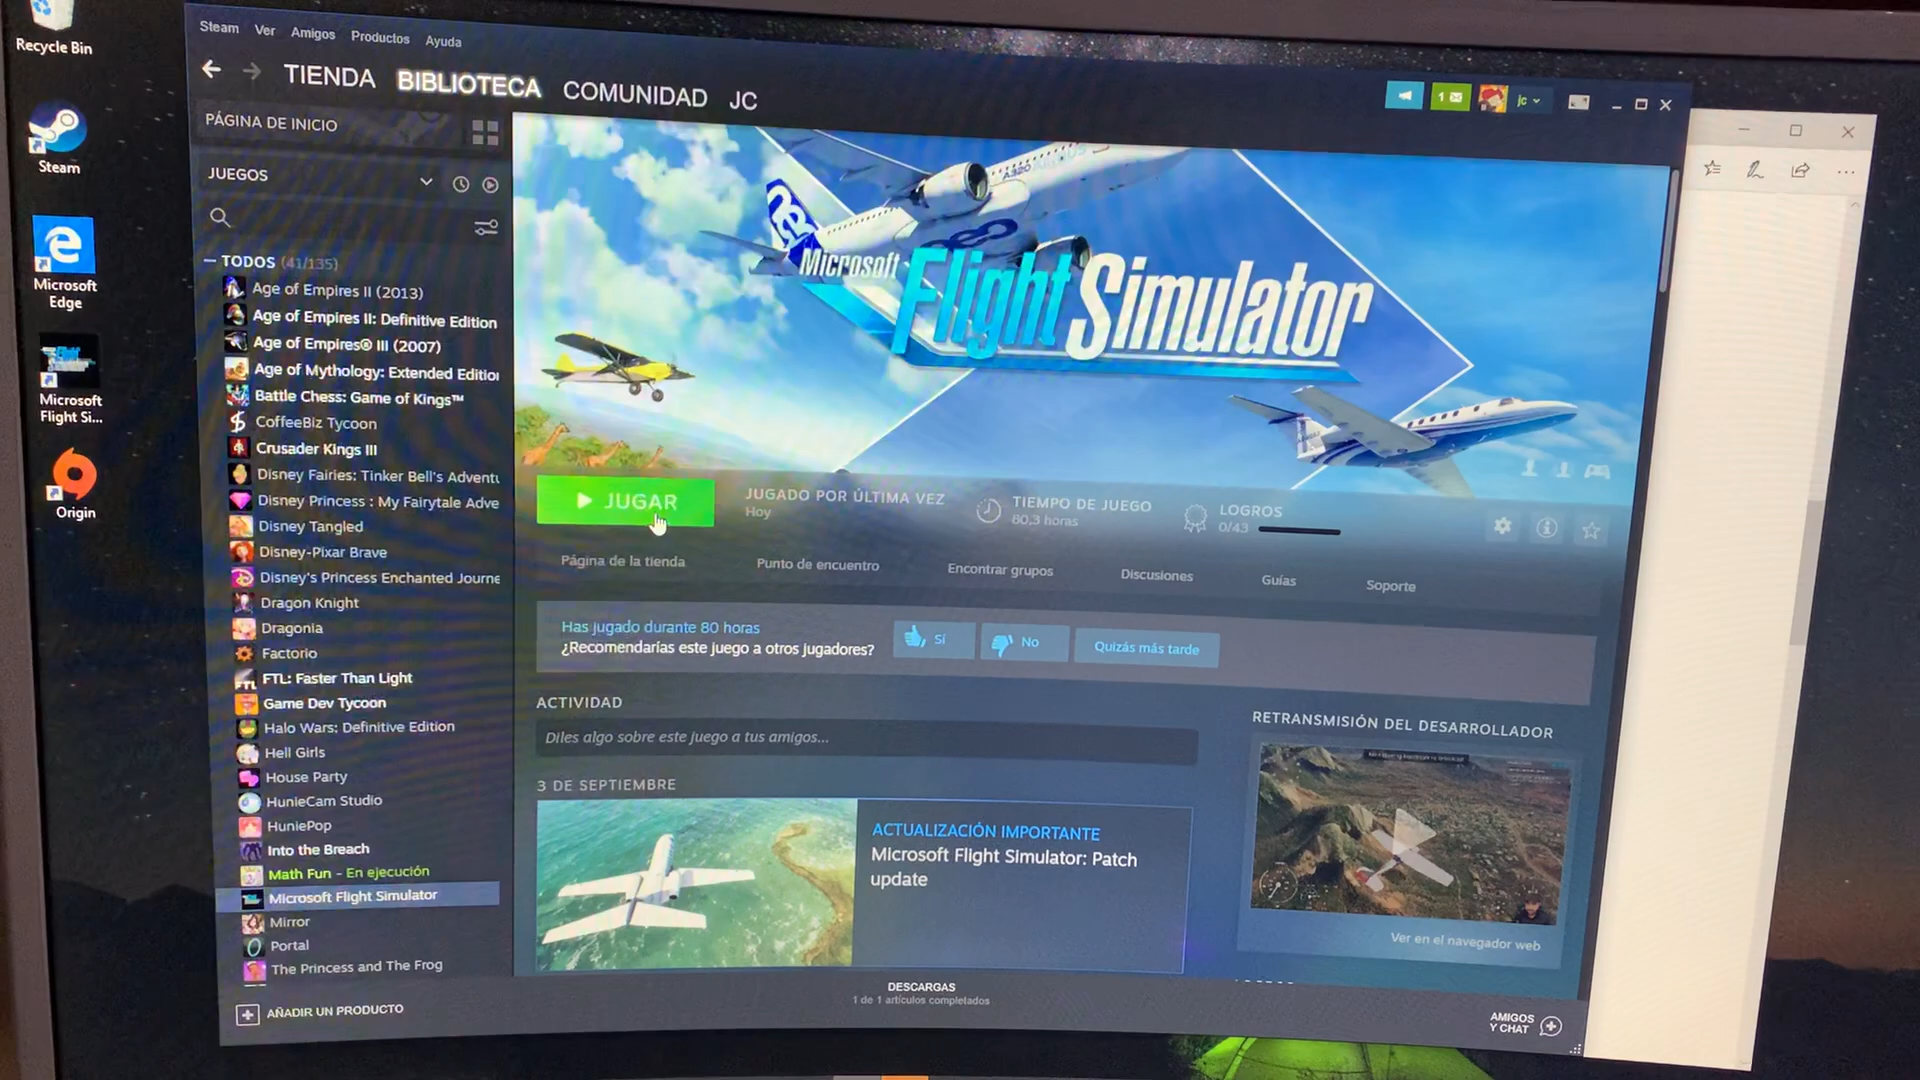 Recycle Bin
Steam
Microsoft
Edge
Microsoft
Flight Si...
Origin
Steam Ver Amigos Productos Ayuda
TIENDA BIBLIOTECA COMUNIDAD JC
1 jc
PÁGINA DE INICIO
JUEGOS
TODOS (41/135)
Age of Empires II (2013)
Age of Empires II: Definitive Edition
Age of Empires® III (2007)
Age of Mythology: Extended Editio
Battle Chess: Game of Kings™
CoffeeBiz Tycoon
Crusader Kings III
Disney Fairies: Tinker Bell's Advent
Disney Princess : My Fairytale Adve
Disney Tangled
Disney-Pixar Brave
Disney's Princess Enchanted Journe
Dragon Knight
Dragonia
Factorio
FTL: Faster Than Light
Game Dev Tycoon
Halo Wars: Definitive Edition
Hell Girls
House Party
HunieCam Studio
HuniePop
Into the Breach
Math Fun - En ejecución
Microsoft Flight Simulator
Mirror
Portal
The Princess and The Frog
AÑADIR UN PRODUCTO
A320
neo
Microsoft
Flight Simulator
JUGAR
JUGADO POR ÚLTIMA VEZ
Hoy
TIEMPO DE JUEGO
80,3 horas
LOGROS
0/43
Página de la tienda Punto de encuentro Encontrar grupos Discusiones Guías Soporte
Has jugado durante 80 horas
¿Recomendarías este juego a otros jugadores?
Sí No Quizás más tarde
ACTIVIDAD
Diles algo sobre este juego a tus amigos...
3 DE SEPTIEMBRE
ACTUALIZACIÓN IMPORTANTE
Microsoft Flight Simulator: Patch
update
RETRANSMISIÓN DEL DESARROLLADOR
Ver en el navegador web
DESCARGAS
1 de 1 artículos completados
AMIGOS
Y CHAT